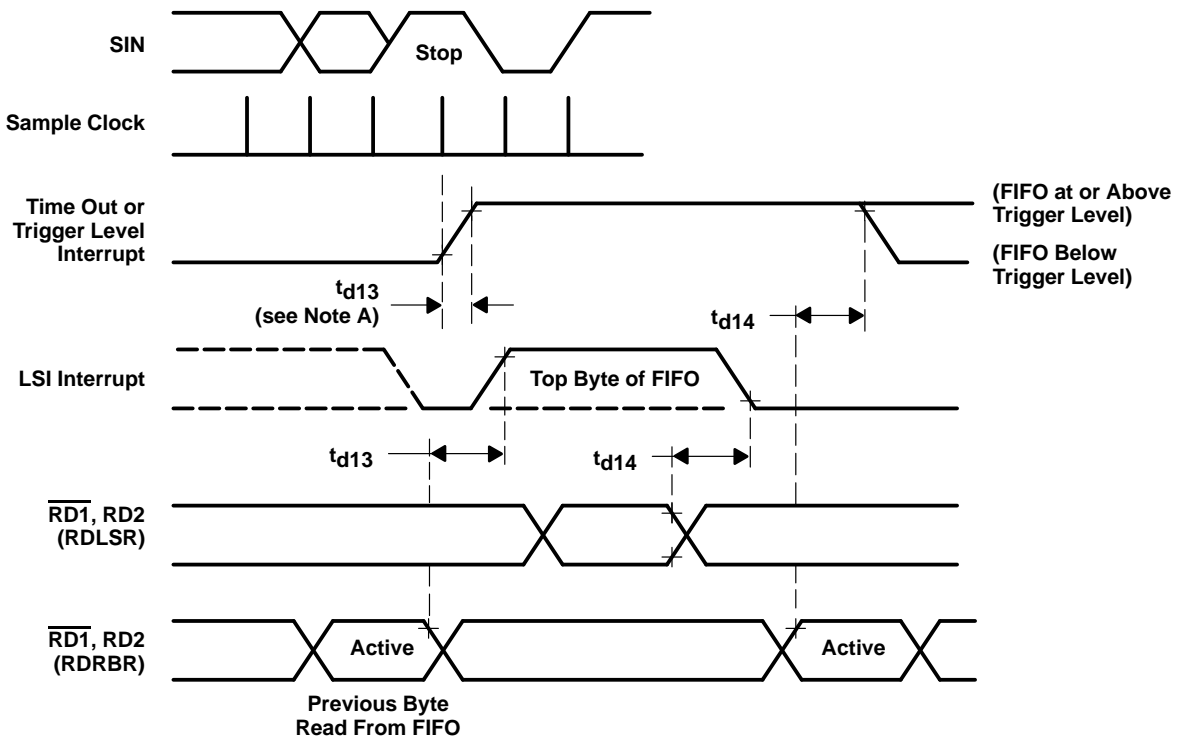 SIN
Stop
Sample Clock
Time Out or
Trigger Level
Interrupt
(FIFO at or Above
Trigger Level)
(FIFO Below
Trigger Level)
td13
(see Note A)
td14
LSI Interrupt
Top Byte of FIFO
td13
td14
RD1, RD2
(RDLSR)
RD1, RD2
(RDRBR)
Active
Active
Previous Byte
Read From FIFO